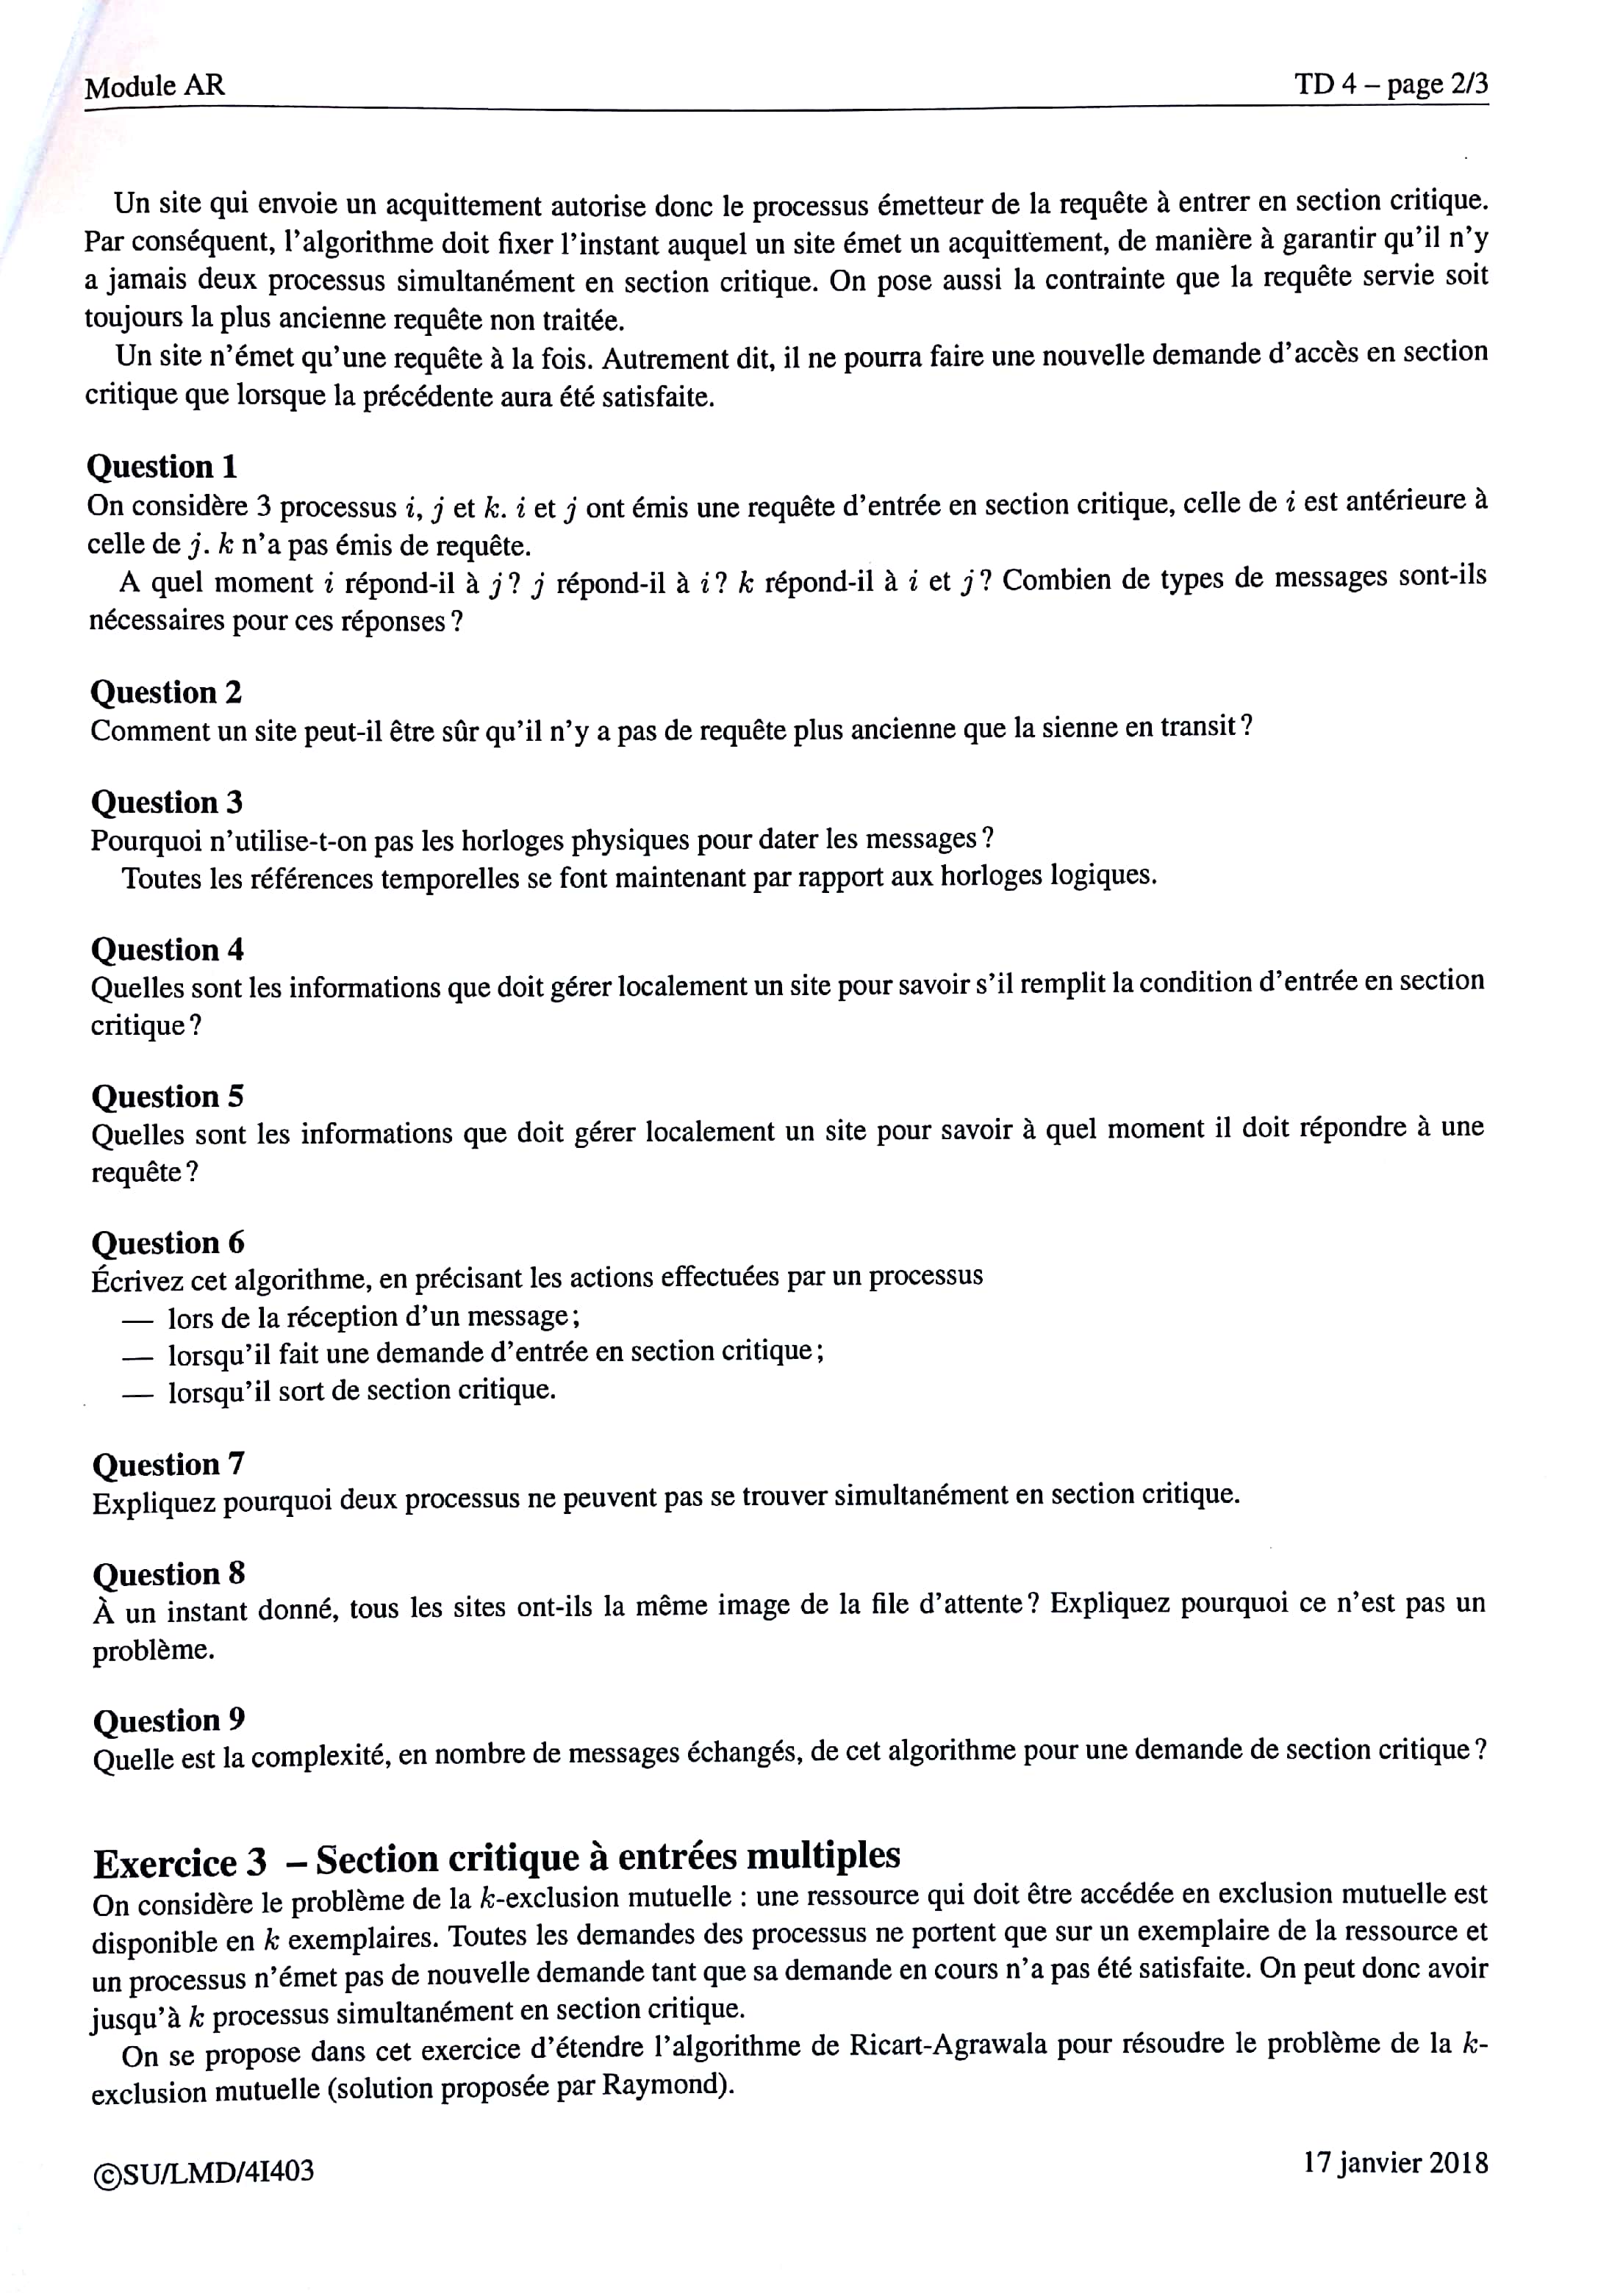 Module AR
TD 4 – page 2/3
Un site qui envoie un acquittement autorise donc le processus émetteur de la requête à entrer en section critique.
Par conséquent, l'algorithme doit fixer l'instant auquel un site émet un acquittement, de manière à garantir qu'il n'y
a jamais deux processus simultanément en section critique. On pose aussi la contrainte que la requête servie soit
toujours la plus ancienne requête non traitée.
Un site n'émet qu'une requête à la fois. Autrement dit, il ne pourra faire une nouvelle demande d'accès en section
critique que lorsque la précédente aura été satisfaite.
Question 1
On considère 3 processus i, j et k. i et j ont émis une requête d'entrée en section critique, celle de i est antérieure à
celle de j. k n'a pas émis de requête.
A quel moment i répond-il à j ? j répond-il à i ? k répond-il à i et j ? Combien de types de messages sont-ils
nécessaires pour ces réponses ?
Question 2
Comment un site peut-il être sûr qu'il n'y a pas de requête plus ancienne que la sienne en transit ?
Question 3
Pourquoi n'utilise-t-on pas les horloges physiques pour dater les messages ?
Toutes les références temporelles se font maintenant par rapport aux horloges logiques.
Question 4
Quelles sont les informations que doit gérer localement un site pour savoir s'il remplit la condition d'entrée en section
critique ?
Question 5
Quelles sont les informations que doit gérer localement un site pour savoir à quel moment il doit répondre à une
requête ?
Question 6
Écrivez cet algorithme, en précisant les actions effectuées par un processus
— lors de la réception d'un message ;
— lorsqu'il fait une demande d'entrée en section critique ;
— lorsqu'il sort de section critique.
Question 7
Expliquez pourquoi deux processus ne peuvent pas se trouver simultanément en section critique.
Question 8
À un instant donné, tous les sites ont-ils la même image de la file d'attente ? Expliquez pourquoi ce n'est pas un
problème.
Question 9
Quelle est la complexité, en nombre de messages échangés, de cet algorithme pour une demande de section critique ?
Exercice 3 – Section critique à entrées multiples
On considère le problème de la k-exclusion mutuelle : une ressource qui doit être accédée en exclusion mutuelle est
disponible en k exemplaires. Toutes les demandes des processus ne portent que sur un exemplaire de la ressource et
un processus n'émet pas de nouvelle demande tant que sa demande en cours n'a pas été satisfaite. On peut donc avoir
jusqu'à k processus simultanément en section critique.
On se propose dans cet exercice d'étendre l'algorithme de Ricart-Agrawala pour résoudre le problème de la k-
exclusion mutuelle (solution proposée par Raymond).
©SU/LMD/4I403
17 janvier 2018